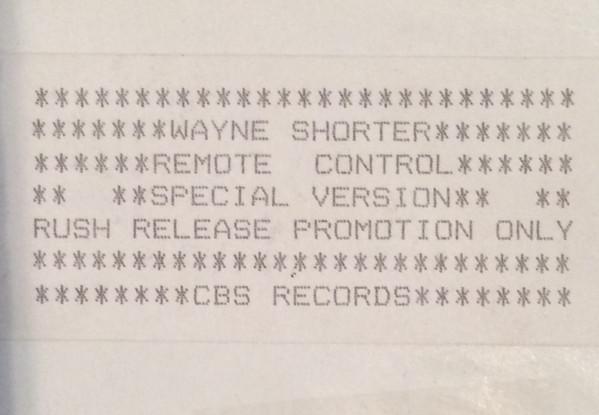 ***************************
*******WAYNE SHORTER*******
******REMOTE  CONTROL******
**  **SPECIAL VERSION**  **
RUSH RELEASE PROMOTION ONLY
***************************
********CBS RECORDS********